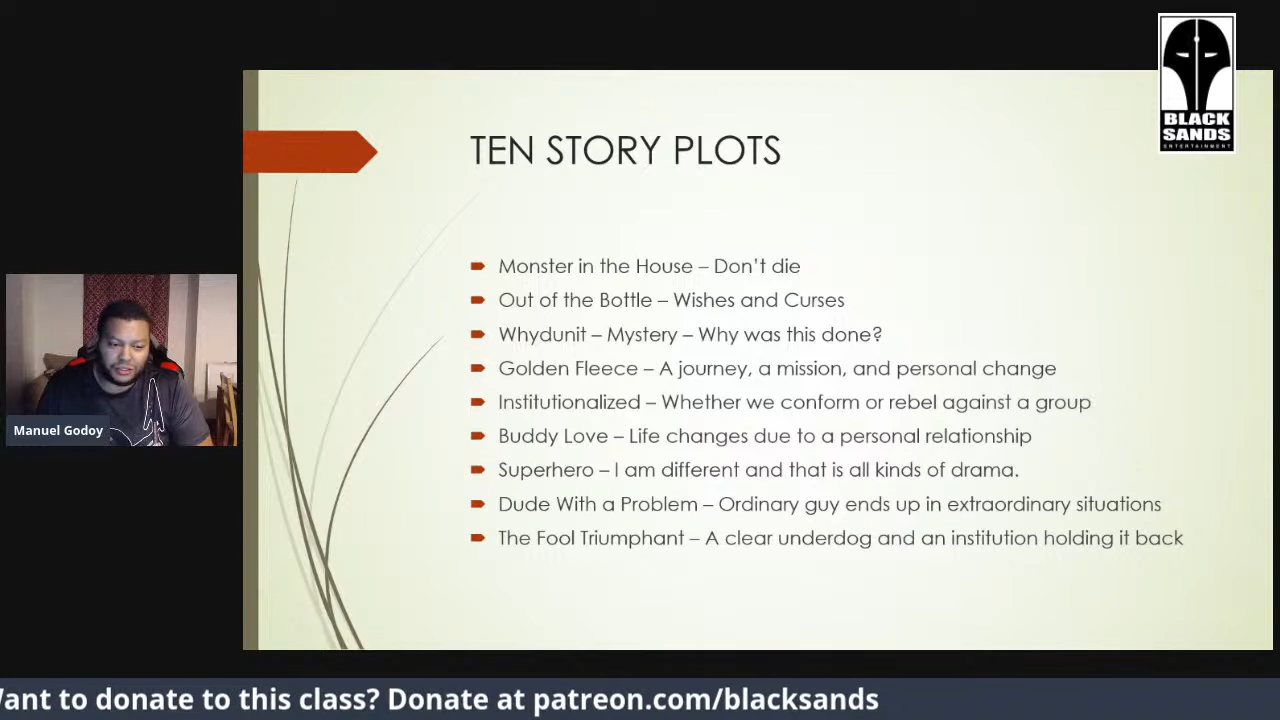 BLACK
SANDS
ENTERTAINMENT
TEN STORY PLOTS
Monster in the House – Don’t die
Out of the Bottle – Wishes and Curses
Whydunit – Mystery – Why was this done?
Golden Fleece – A journey, a mission, and personal change
Institutionalized – Whether we conform or rebel against a group
Buddy Love – Life changes due to a personal relationship
Superhero – I am different and that is all kinds of drama.
Dude With a Problem – Ordinary guy ends up in extraordinary situations
The Fool Triumphant – A clear underdog and an institution holding it back
Manuel Godoy
Want to donate to this class? Donate at patreon.com/blacksands